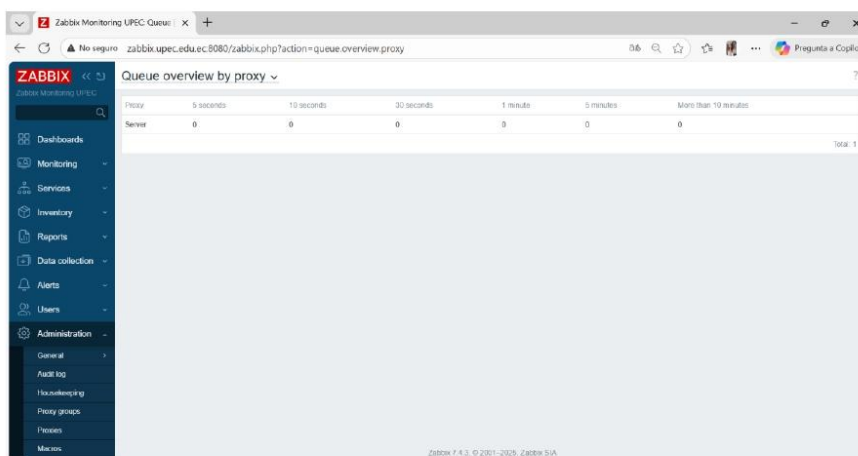 Zabbix Monitoring UPEC: Queue
No seguro zabbix.upec.edu.ec:8080/zabbix.php?action=queue.overview.proxy
Pregunta a Copilo
ZABBIX
Zabbix Monitoring UPEC
Queue overview by proxy
Proxy 5 seconds 10 seconds 30 seconds 1 minute 5 minutes More than 10 minutes
Server 0 0 0 0 0 0
Total: 1
Dashboards
Monitoring
Services
Inventory
Reports
Data collection
Alerts
Users
Administration
General
Audit log
Housekeeping
Proxy groups
Proxies
Macros
Zabbix 7.4.3. © 2001–2025, Zabbix SIA